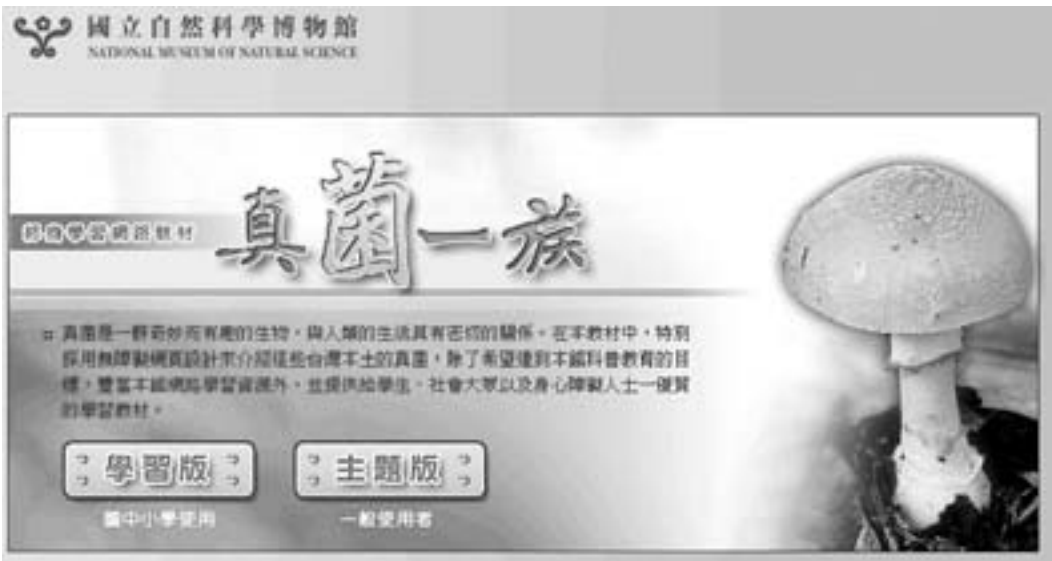 國立自然科學博物館
NATIONAL MUSEUM OF NATURAL SCIENCE
真菌一族
學習網路教材
真菌是一群奇妙而有趣的生物,與人類的生活具有密切的關係。在本教材中,特別
採用無障礙網頁設計來介紹這些台灣本土的真菌,除了希望達到本館科普教育的目
標,豐富本館網路學習資源外,並提供給學生、社會大眾以及身心障礙人士一優質
的學習教材。
學習版
主題版
國中小學使用
一般使用者